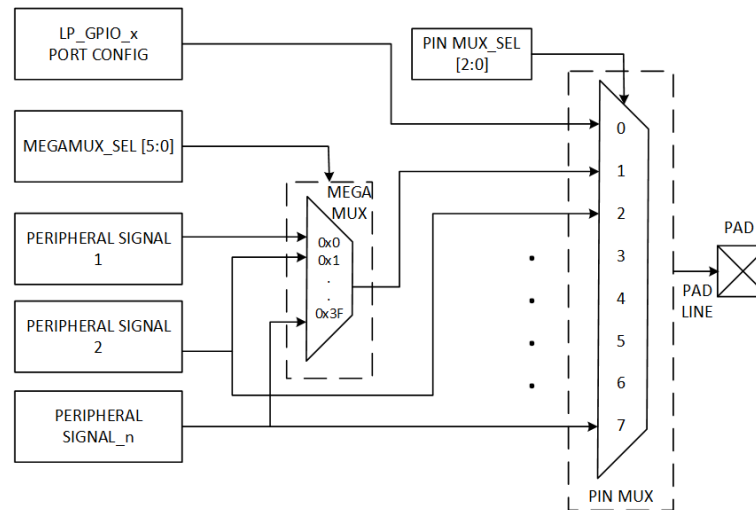 LP_GPIO_x
PORT CONFIG
PIN MUX_SEL
[2:0]
MEGAMUX_SEL [5:0]
MEGA
MUX
PERIPHERAL SIGNAL
1
PERIPHERAL SIGNAL
2
PERIPHERAL
SIGNAL_n
0x0
0x1
.
.
0x3F
0
1
2
3
4
5
6
7
PAD
PAD
LINE
PIN MUX